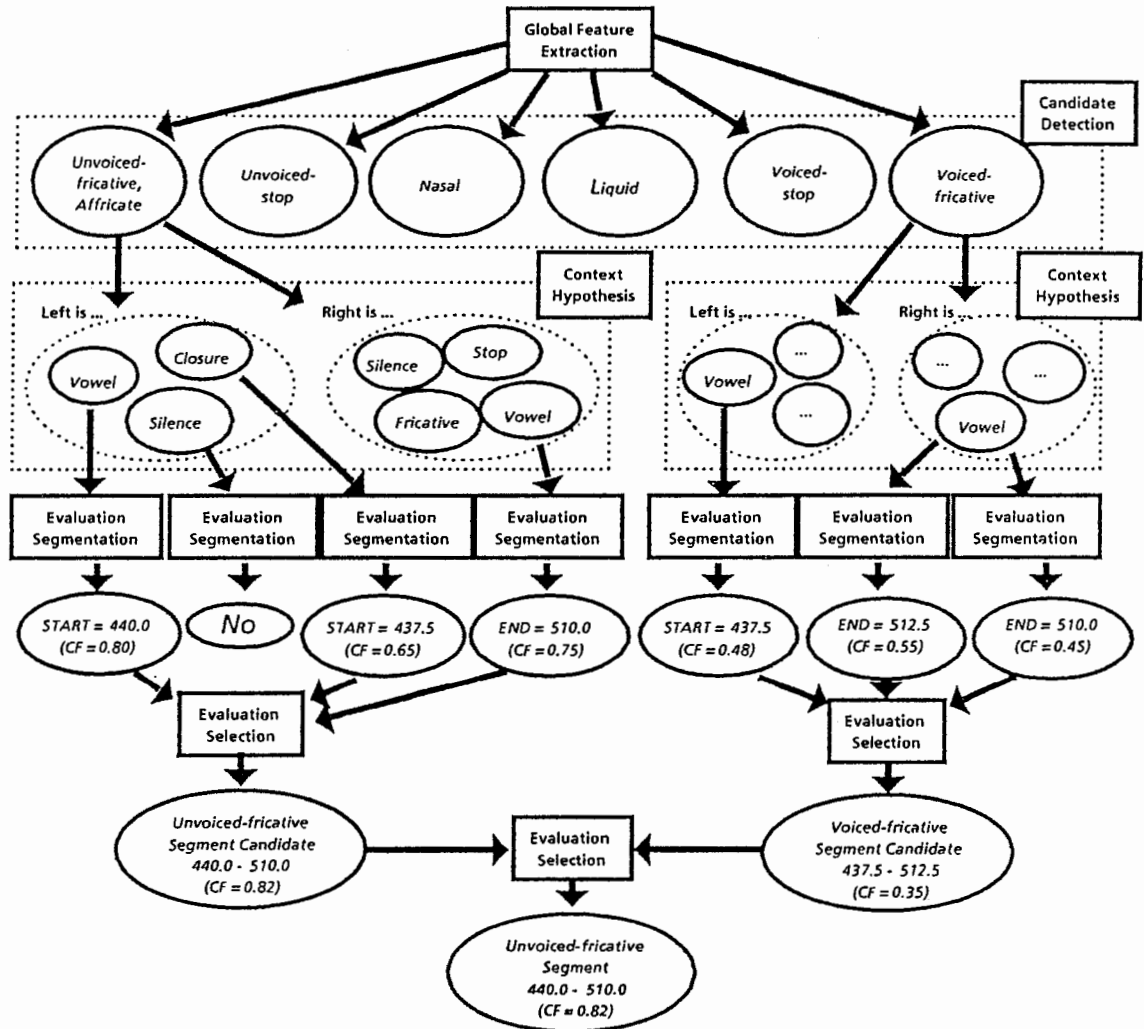 Global Feature
Extraction
Candidate
Detection
Unvoiced-
fricative,
Affricate
Unvoiced-
stop
Nasal
Liquid
Voiced-
stop
Voiced-
fricative
Context
Hypothesis
Context
Hypothesis
Left is ...
Right is ...
Left is ...
Right is ...
Vowel
Closure
Silence
Silence
Stop
Fricative
Vowel
Vowel
...
...
...
...
Vowel
Evaluation
Segmentation
Evaluation
Segmentation
Evaluation
Segmentation
Evaluation
Segmentation
Evaluation
Segmentation
Evaluation
Segmentation
Evaluation
Segmentation
START = 440.0
(CF = 0.80)
No
START = 437.5
(CF = 0.65)
END = 510.0
(CF = 0.75)
START = 437.5
(CF = 0.48)
END = 512.5
(CF = 0.55)
END = 510.0
(CF = 0.45)
Evaluation
Selection
Evaluation
Selection
Unvoiced-fricative
Segment Candidate
440.0 - 510.0
(CF = 0.82)
Evaluation
Selection
Voiced-fricative
Segment Candidate
437.5 - 512.5
(CF = 0.35)
Unvoiced-fricative
Segment
440.0 - 510.0
(CF = 0.82)